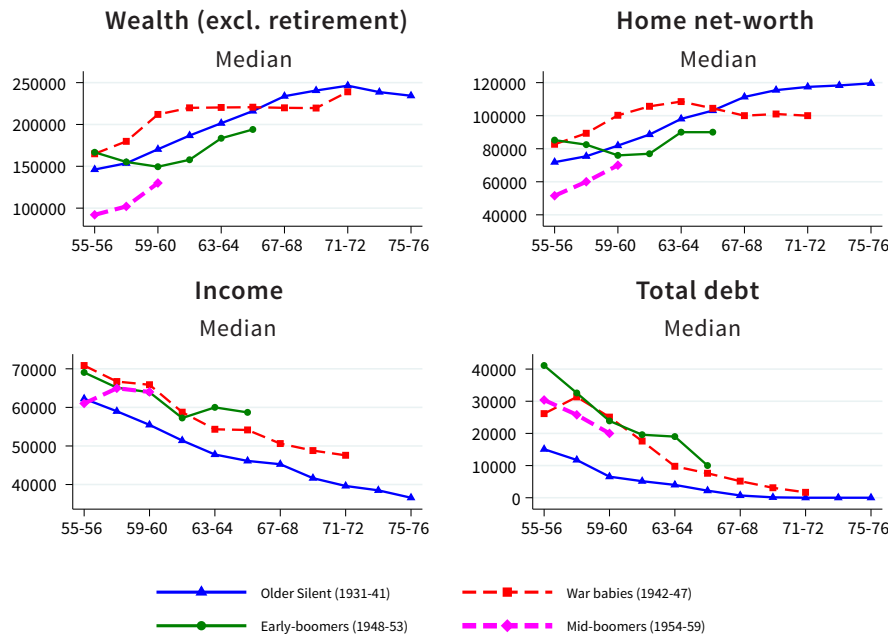 Wealth (excl. retirement)
Median
250000
200000
150000
100000
55-56 59-60 63-64 67-68 71-72 75-76
Home net-worth
Median
120000
100000
80000
60000
40000
55-56 59-60 63-64 67-68 71-72 75-76
Income
Median
70000
60000
50000
40000
55-56 59-60 63-64 67-68 71-72 75-76
Total debt
Median
40000
30000
20000
10000
0
55-56 59-60 63-64 67-68 71-72 75-76
Older Silent (1931-41) War babies (1942-47)
Early-boomers (1948-53) Mid-boomers (1954-59)